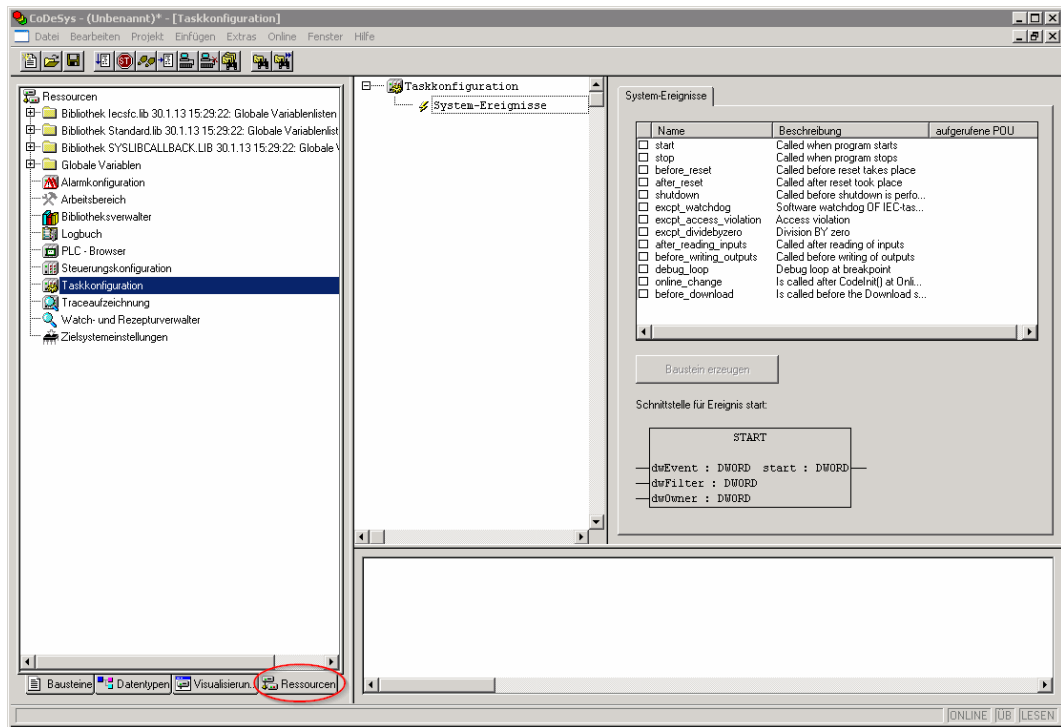 CoDeSys - (Unbenannt)* - [Taskkonfiguration]
Datei Bearbeiten Projekt Einfügen Extras Online Fenster Hilfe
Ressourcen
Bibliothek Iecsfc.lib 30.1.13 15:29:22: Globale Variablenlisten
Bibliothek Standard.lib 30.1.13 15:29:22: Globale Variablenlist
Bibliothek SYSLIBCALLBACK.LIB 30.1.13 15:29:22: Globale V
Globale Variablen
Alarmkonfiguration
Arbeitsbereich
Bibliotheksverwalter
Logbuch
PLC - Browser
Steuerungskonfiguration
Taskkonfiguration
Traceaufzeichnung
Watch- und Rezepturverwalter
Zielsystemeinstellungen
Bausteine Datentypen Visualisierun... Ressourcen
Taskkonfiguration
System-Ereignisse
System-Ereignisse
Name Beschreibung aufgerufene POU
start Called when program starts
stop Called when program stops
before_reset Called before reset takes place
after_reset Called after reset took place
shutdown Called before shutdown is perfo...
excpt_watchdog Software watchdog OF IEC-tas...
excpt_access_violation Access violation
excpt_dividebyzero Division BY zero
after_reading_inputs Called after reading of inputs
before_writing_outputs Called before writing of outputs
debug_loop Debug loop at breakpoint
online_change Is called after CodeInit() at Onli...
before_download Is called before the Download s...
Baustein erzeugen
Schnittstelle für Ereignis start:
START
dwEvent : DWORD start : DWORD
dwFilter : DWORD
dwOwner : DWORD
ONLINE ÜB LESEN